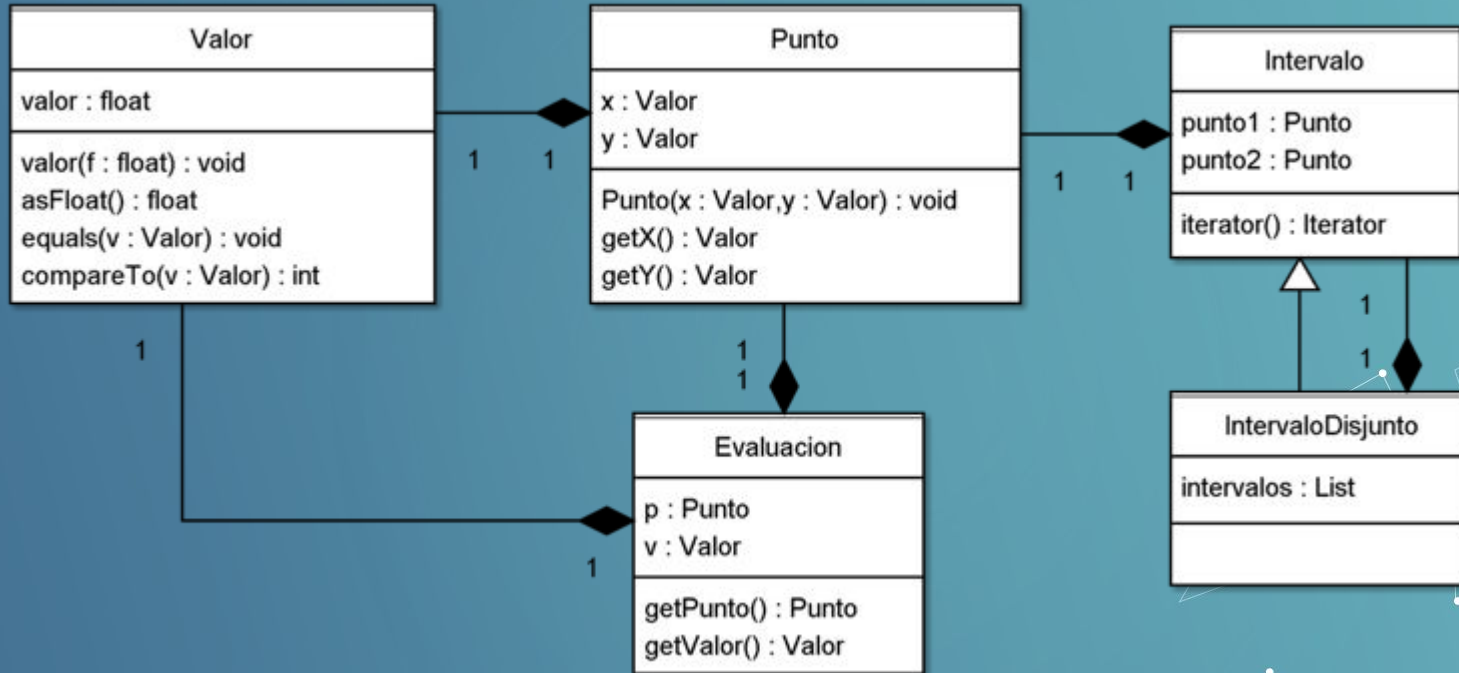 Valor
valor : float
valor(f : float) : void
asFloat() : float
equals(v : Valor) : void
compareTo(v : Valor) : int
1
1
Punto
x : Valor
y : Valor
Punto(x : Valor,y : Valor) : void
getX() : Valor
getY() : Valor
1
1
Intervalo
punto1 : Punto
punto2 : Punto
iterator() : Iterator
1
1
1
1
1
1
Evaluacion
p : Punto
v : Valor
getPunto() : Punto
getValor() : Valor
IntervaloDisjunto
intervalos : List